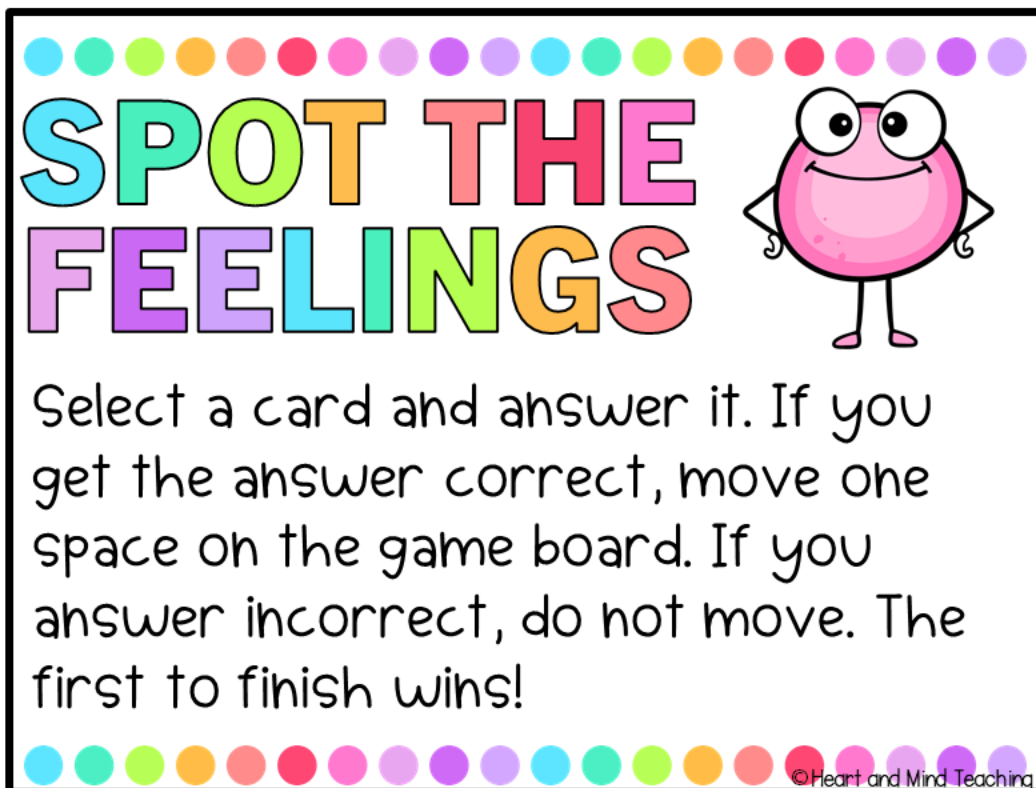 SPOT THE
FEELINGS
Select a card and answer it. If you
get the answer correct, move one
space on the game board. If you
answer incorrect, do not move. The
first to finish wins!
©Heart and Mind Teaching